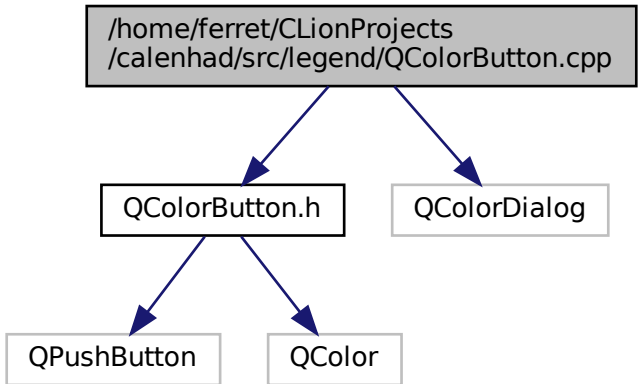 /home/ferret/CLionProjects
/calenhad/src/legend/QColorButton.cpp
QColorButton.h
QColorDialog
QPushButton
QColor